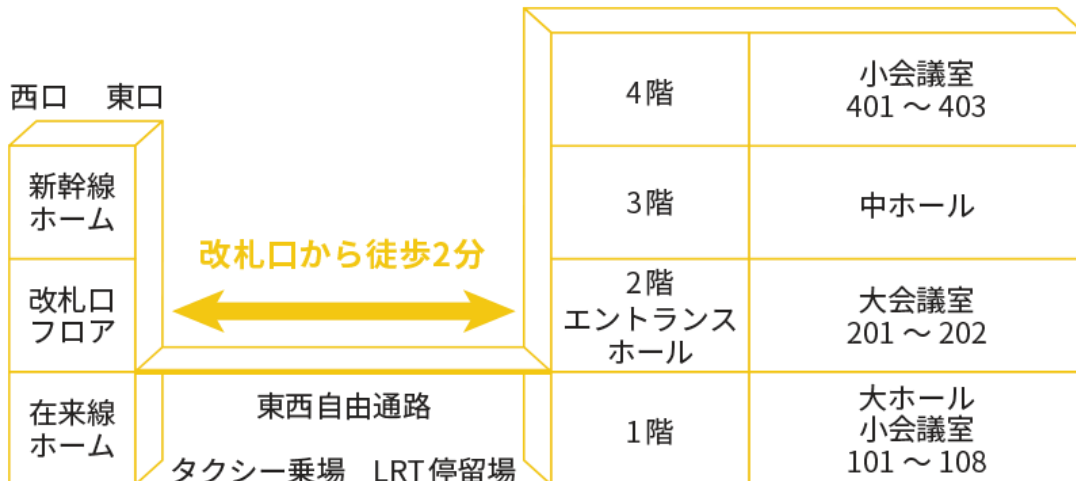 西口 東口
新幹線
ホーム
改札口
フロア
在来線
ホーム
改札口から徒歩2分
東西自由通路
タクシー乗場 LRT停留場
4階
小会議室
401 ～ 403
3階
中ホール
2階
エントランス
ホール
大会議室
201 ～ 202
1階
大ホール
小会議室
101 ～ 108